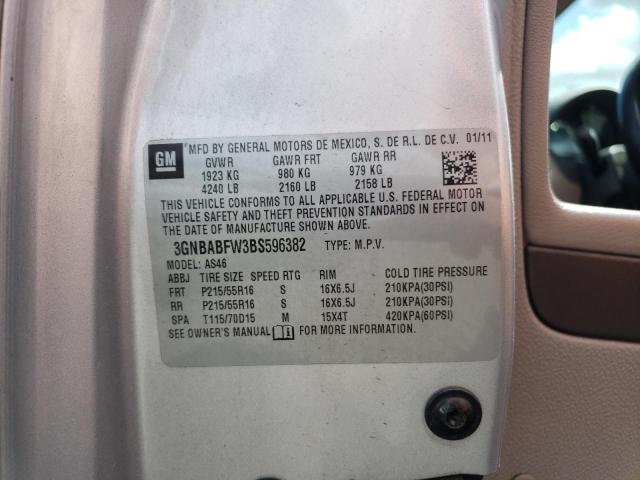 GM
MFD BY GENERAL MOTORS DE MEXICO, S. DE R.L. DE C.V. 01/11
GVWR GAWR FRT GAWR RR
1923 KG 980 KG 979 KG
4240 LB 2160 LB 2158 LB
THIS VEHICLE CONFORMS TO ALL APPLICABLE U.S. FEDERAL MOTOR
VEHICLE SAFETY AND THEFT PREVENTION STANDARDS IN EFFECT ON
THE DATE OF MANUFACTURE SHOWN ABOVE.
3GNBABFW3BS596382 TYPE: M.P.V.
MODEL: AS46
ABBJ TIRE SIZE SPEED RTG RIM COLD TIRE PRESSURE
FRT P215/55R16 S 16X6.5J 210KPA(30PSI)
RR P215/55R16 S 16X6.5J 210KPA(30PSI)
SPA T115/70D15 M 15X4T 420KPA(60PSI)
SEE OWNER'S MANUAL FOR MORE INFORMATION.